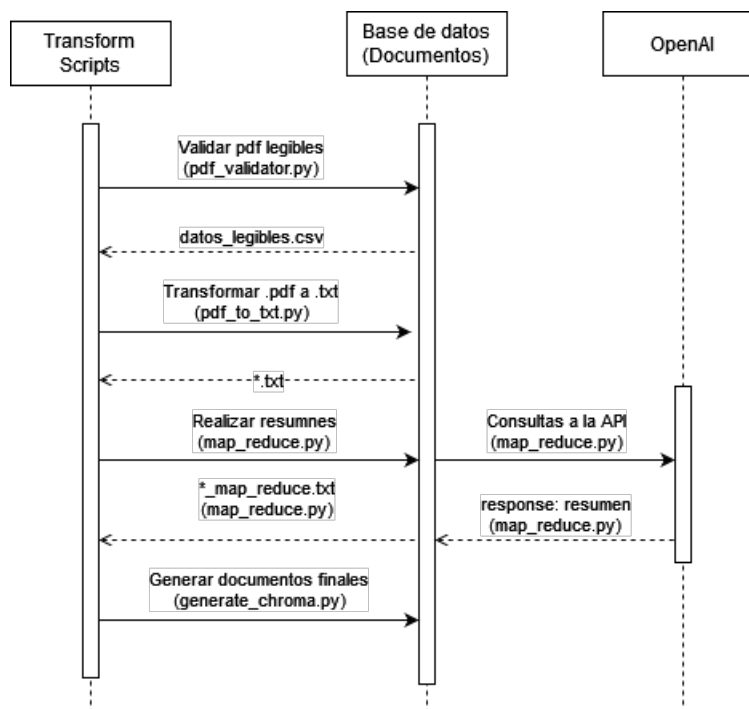 Transform
Scripts
Base de datos
(Documentos)
OpenAI
Validar pdf legibles
(pdf_validator.py)
datos_legibles.csv
Transformar .pdf a .txt
(pdf_to_txt.py)
*.txt
Realizar resumnes
(map_reduce.py)
Consultas a la API
(map_reduce.py)
*_map_reduce.txt
(map_reduce.py)
response: resumen
(map_reduce.py)
Generar documentos finales
(generate_chroma.py)